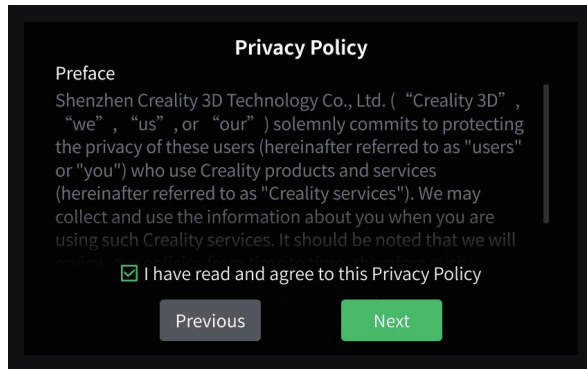 Privacy Policy
Preface
Shenzhen Creality 3D Technology Co., Ltd. ( “Creality 3D” ,
“we” , “us” , or “our” ) solemnly commits to protecting
the privacy of these users (hereinafter referred to as "users"
or "you") who use Creality products and services
(hereinafter referred to as "Creality services"). We may
collect and use the information about you when you are
using such Creality services. It should be noted that we will
I have read and agree to this Privacy Policy
Previous
Next